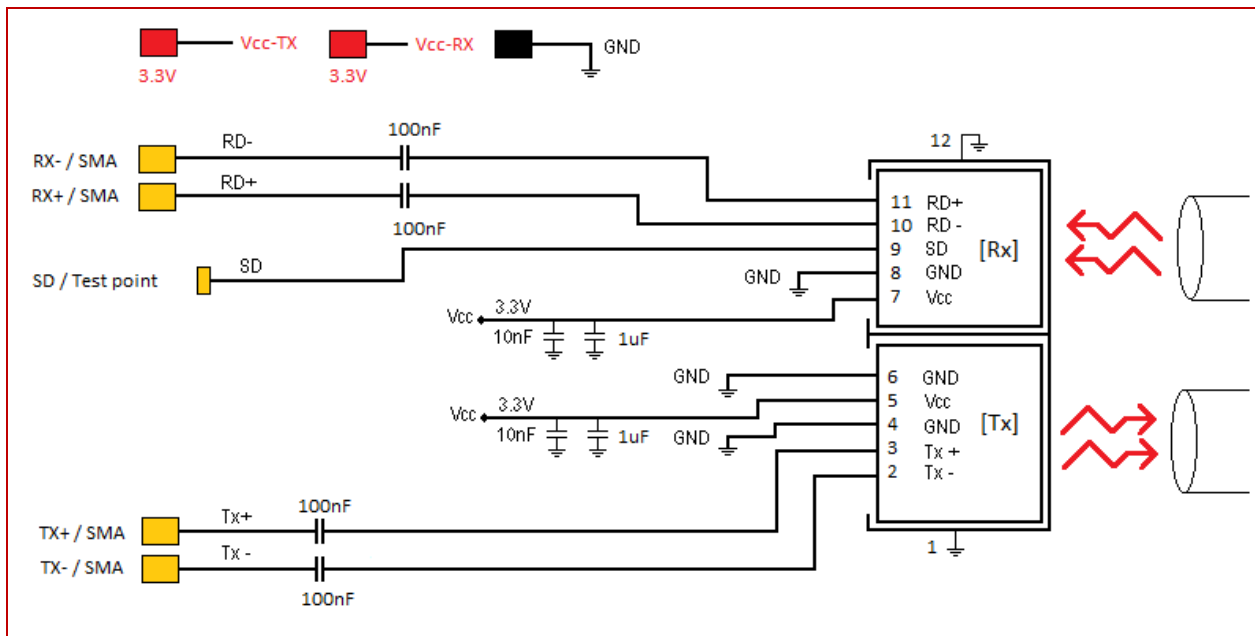 Vcc-TX
Vcc-RX
GND
3.3V
3.3V
100nF
RD-
RX- / SMA
RD+
RX+ / SMA
100nF
SD
SD / Test point
12
11 RD+
10 RD -
9 SD
8 GND
7 Vcc
[Rx]
GND
Vcc
3.3V
10nF
1uF
GND
Vcc
3.3V
10nF
1uF
GND
6 GND
5 Vcc
4 GND
3 Tx +
2 Tx -
[Tx]
1
100nF
Tx+
TX+ / SMA
Tx -
TX- / SMA
100nF